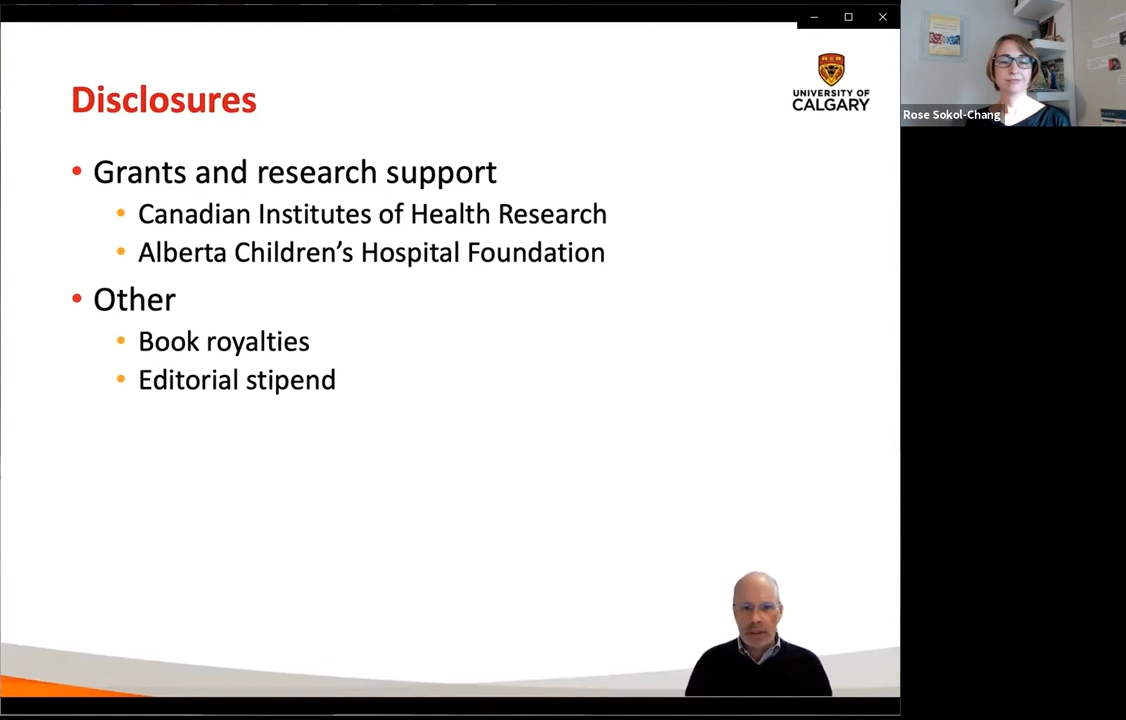 Disclosures
UNIVERSITY OF
CALGARY
• Grants and research support
• Canadian Institutes of Health Research
• Alberta Children’s Hospital Foundation
• Other
• Book royalties
• Editorial stipend
Rose Sokol-Chang